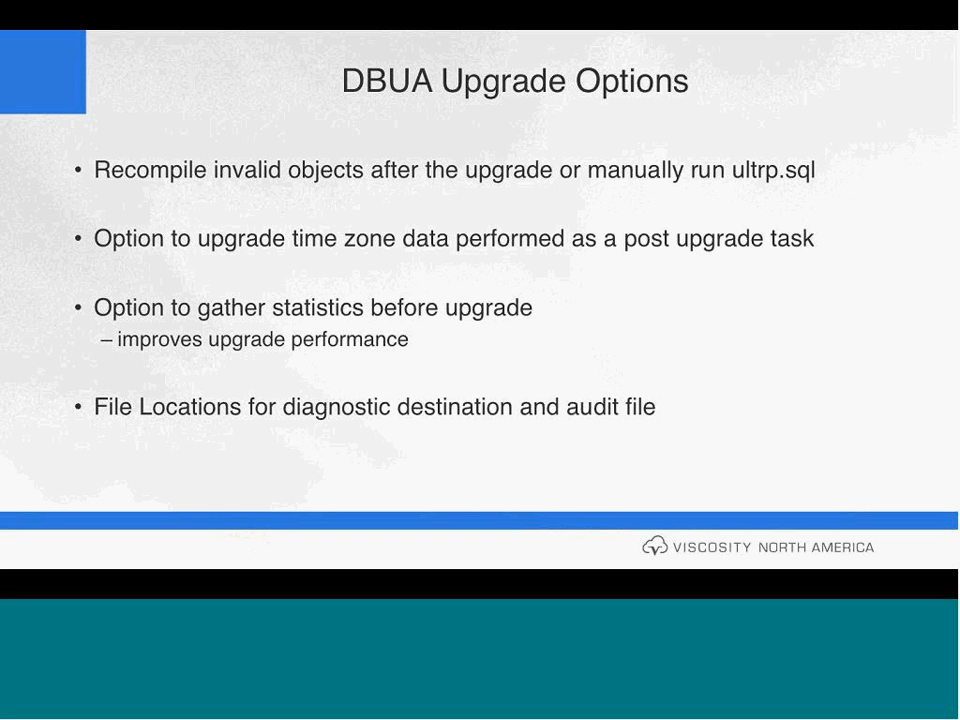 DBUA Upgrade Options
• Recompile invalid objects after the upgrade or manually run ultrp.sql
• Option to upgrade time zone data performed as a post upgrade task
• Option to gather statistics before upgrade
– improves upgrade performance
• File Locations for diagnostic destination and audit file
VISCOSITY NORTH AMERICA